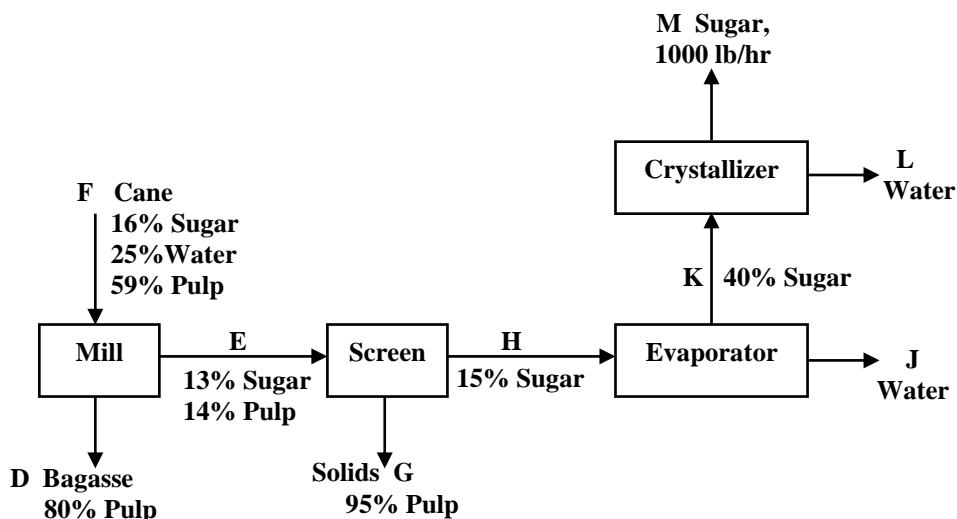 M Sugar,
1000 lb/hr
Crystallizer
L
Water
F Cane
16% Sugar
25%Water
59% Pulp
K 40% Sugar
Mill
E
13% Sugar
14% Pulp
Screen
H
15% Sugar
Evaporator
J
Water
D Bagasse
80% Pulp
Solids G
95% Pulp